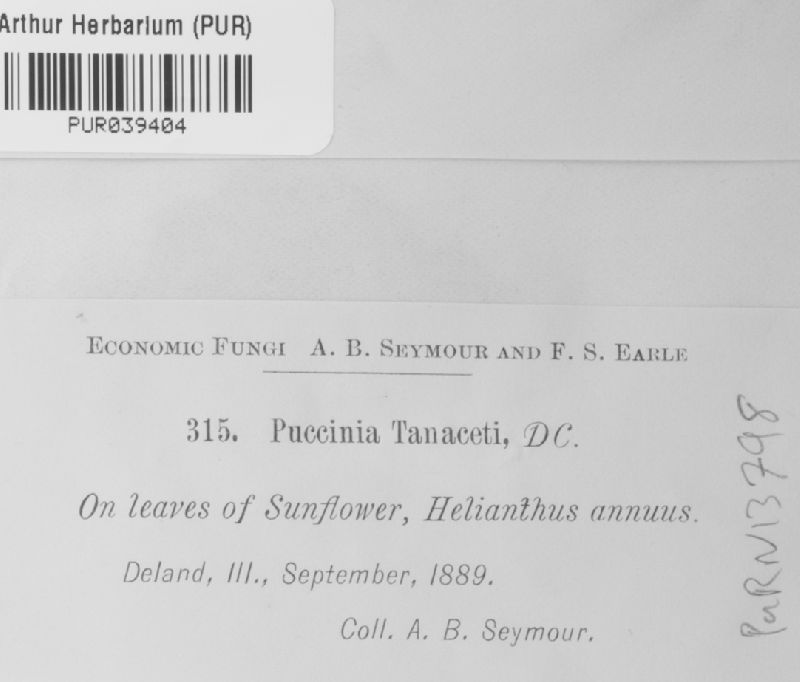 Arthur Herbarium (PUR)
PUR039404
Economic Fungi A. B. Seymour and F. S. Earle
315. Puccinia Tanaceti, DC.
On leaves of Sunflower, Helianthus annuus.
Deland, Ill., September, 1889.
Coll. A. B. Seymour.
PurN13798